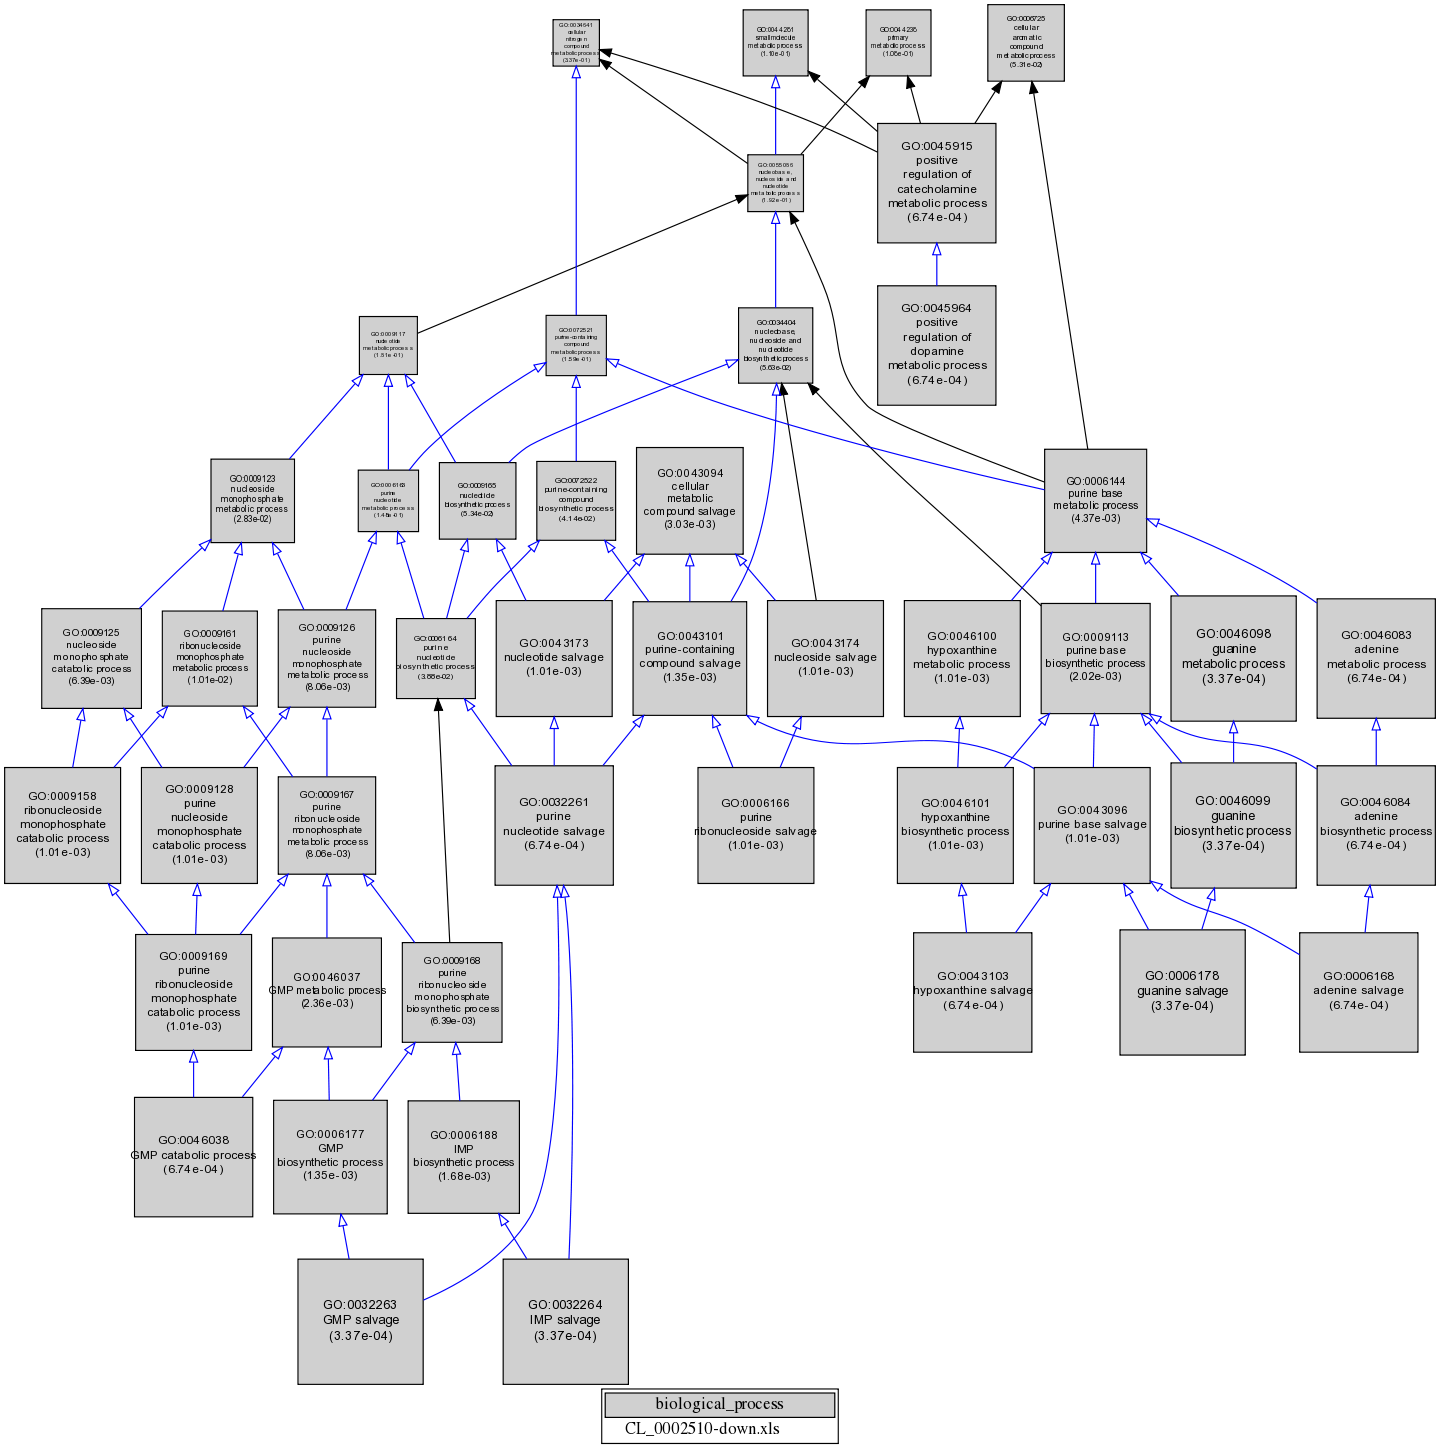 GO:0034641
cellular
nitrogen
compound
metabolic process
(3.37e-01)
GO:0044281
small molecule
metabolic process
(1.10e-01)
GO:0044238
primary
metabolic process
(1.06e-01)
GO:0006725
cellular
aromatic
compound
metabolic process
(5.31e-02)
GO:0045915
positive
regulation of
catecholamine
metabolic process
(6.74e-04)
GO:0055086
nucleobase,
nucleoside and
nucleotide
metabolic process
(1.92e-01)
GO:0045964
positive
regulation of
dopamine
metabolic process
(6.74e-04)
GO:0009117
nucleotide
metabolic process
(1.81e-01)
GO:0072521
purine-containing
compound
metabolic process
(1.59e-01)
GO:0034404
nucleobase,
nucleoside and
nucleotide
biosynthetic process
(5.63e-02)
GO:0009123
nucleoside
monophosphate
metabolic process
(2.83e-02)
GO:0006163
purine
nucleotide
metabolic process
(1.48e-01)
GO:0009165
nucleotide
biosynthetic process
(5.34e-02)
GO:0072522
purine-containing
compound
biosynthetic process
(4.14e-02)
GO:0043094
cellular
metabolic
compound salvage
(3.03e-03)
GO:0006144
purine base
metabolic process
(4.37e-03)
GO:0009125
nucleoside
monophosphate
catabolic process
(6.39e-03)
GO:0009161
ribonucleoside
monophosphate
metabolic process
(1.01e-02)
GO:0009126
purine
nucleoside
monophosphate
metabolic process
(8.06e-03)
GO:0006164
purine
nucleotide
biosynthetic process
(3.68e-02)
GO:0043173
nucleotide salvage
(1.01e-03)
GO:0043101
purine-containing
compound salvage
(1.35e-03)
GO:0043174
nucleoside salvage
(1.01e-03)
GO:0046100
hypoxanthine
metabolic process
(1.01e-03)
GO:0009113
purine base
biosynthetic process
(2.02e-03)
GO:0046098
guanine
metabolic process
(3.37e-04)
GO:0046083
adenine
metabolic process
(6.74e-04)
GO:0009158
ribonucleoside
monophosphate
catabolic process
(1.01e-03)
GO:0009128
purine
nucleoside
monophosphate
catabolic process
(1.01e-03)
GO:0009167
purine
ribonucleoside
monophosphate
metabolic process
(8.06e-03)
GO:0032261
purine
nucleotide salvage
(6.74e-04)
GO:0006166
purine
ribonucleoside salvage
(1.01e-03)
GO:0046101
hypoxanthine
biosynthetic process
(1.01e-03)
GO:0043096
purine base salvage
(1.01e-03)
GO:0046099
guanine
biosynthetic process
(3.37e-04)
GO:0046084
adenine
biosynthetic process
(6.74e-04)
GO:0009169
purine
ribonucleoside
monophosphate
catabolic process
(1.01e-03)
GO:0046037
GMP metabolic process
(2.36e-03)
GO:0009168
purine
ribonucleoside
monophosphate
biosynthetic process
(6.39e-03)
GO:0043103
hypoxanthine salvage
(6.74e-04)
GO:0006178
guanine salvage
(3.37e-04)
GO:0006168
adenine salvage
(6.74e-04)
GO:0046038
GMP catabolic process
(6.74e-04)
GO:0006177
GMP
biosynthetic process
(1.35e-03)
GO:0006188
IMP
biosynthetic process
(1.68e-03)
GO:0032263
GMP salvage
(3.37e-04)
GO:0032264
IMP salvage
(3.37e-04)
biological_process
CL_0002510-down.xls